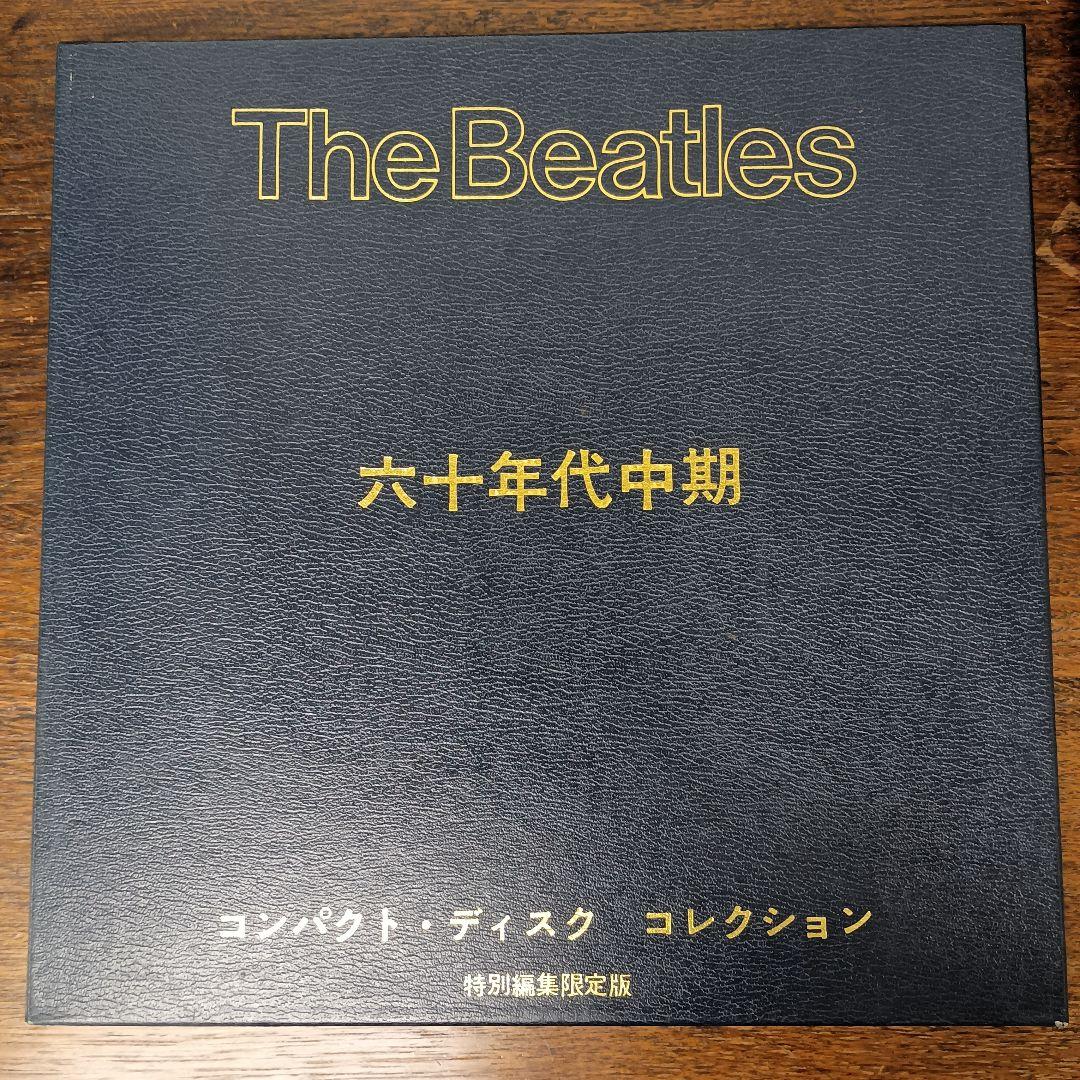 The Beatles
六十年代中期
コンパクト・ディスク コレクション
特別編集限定版